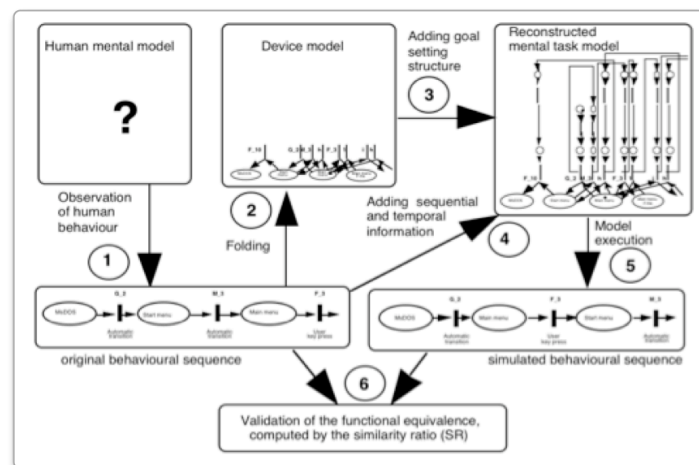 Human mental model
?
Device model
Adding goal
setting
structure
3
Reconstructed
mental task model
F_10
Observation
of human
behaviour
1
2
Folding
Adding sequential
and temporal
information
4
Model
execution
5
G_2
M_3
F_3
MsDOS
Start menu
Main menu
Automatic
transition
Automatic
transition
User
key press
original behavioural sequence
G_2
F_3
M_3
MsDOS
Main menu
Start menu
Automatic
transition
User
key press
Automatic
transition
simulated behavioural sequence
6
Validation of the functional equivalence,
computed by the similarity ratio (SR)